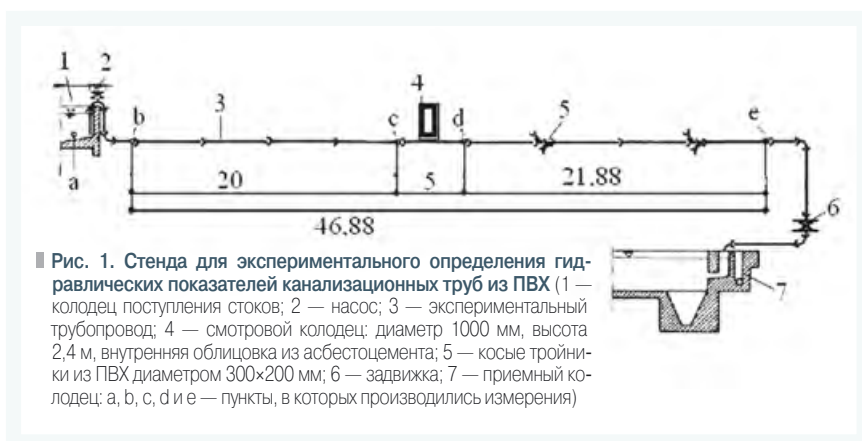 1
2
3
4
5
6
7
a
b
c
d
e
20
5
21.88
46.88
Рис. 1. Стенда для экспериментального определения гид-
равлических показателей канализационных труб из ПВХ (1 —
колодец поступления стоков; 2 — насос; 3 — экспериментальный
трубопровод; 4 — смотровой колодец: диаметр 1000 мм, высота
2,4 м, внутренняя облицовка из асбестоцемента; 5 — косые тройни-
ки из ПВХ диаметром 300×200 мм; 6 — задвижка; 7 — приемный ко-
лодец: a, b, c, d и e — пункты, в которых производились измерения)